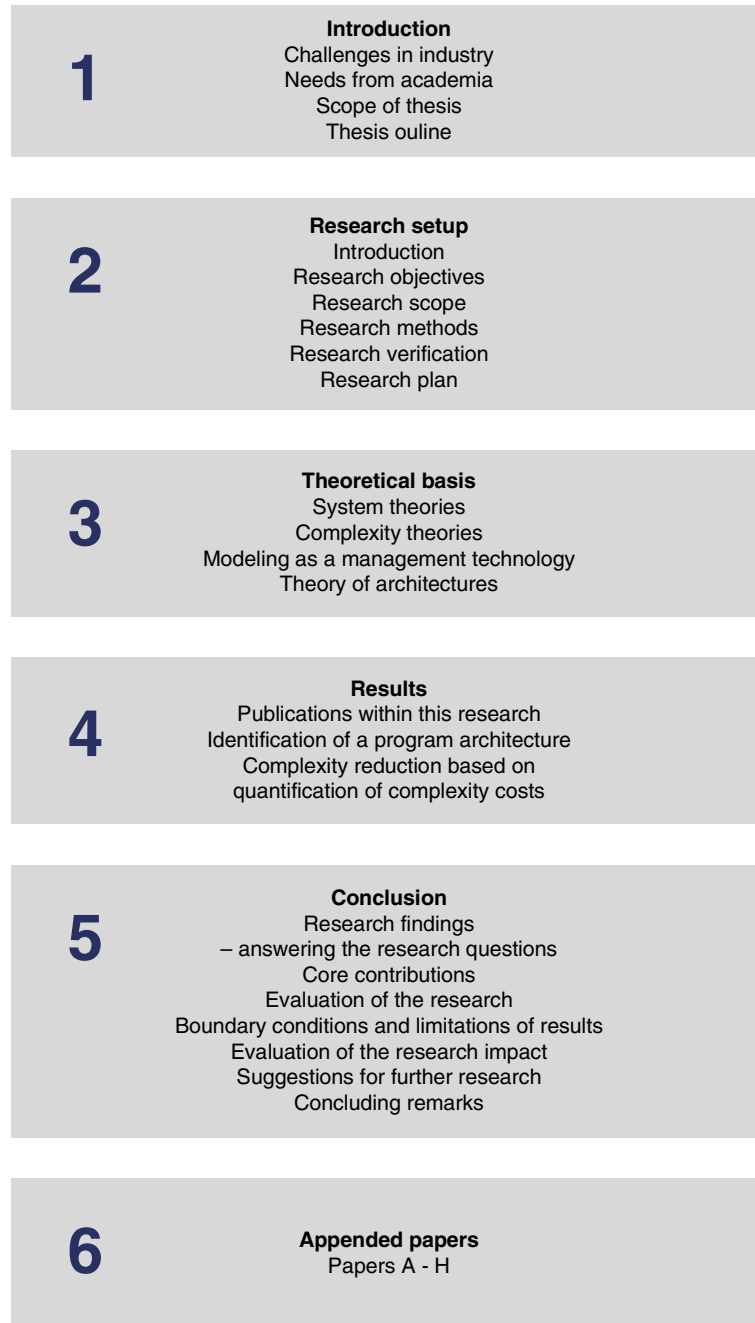 1
Introduction
Challenges in industry
Needs from academia
Scope of thesis
Thesis ouline
2
Research setup
Introduction
Research objectives
Research scope
Research methods
Research verification
Research plan
3
Theoretical basis
System theories
Complexity theories
Modeling as a management technology
Theory of architectures
4
Results
Publications within this research
Identification of a program architecture
Complexity reduction based on
quantification of complexity costs
5
Conclusion
Research findings
– answering the research questions
Core contributions
Evaluation of the research
Boundary conditions and limitations of results
Evaluation of the research impact
Suggestions for further research
Concluding remarks
6
Appended papers
Papers A - H